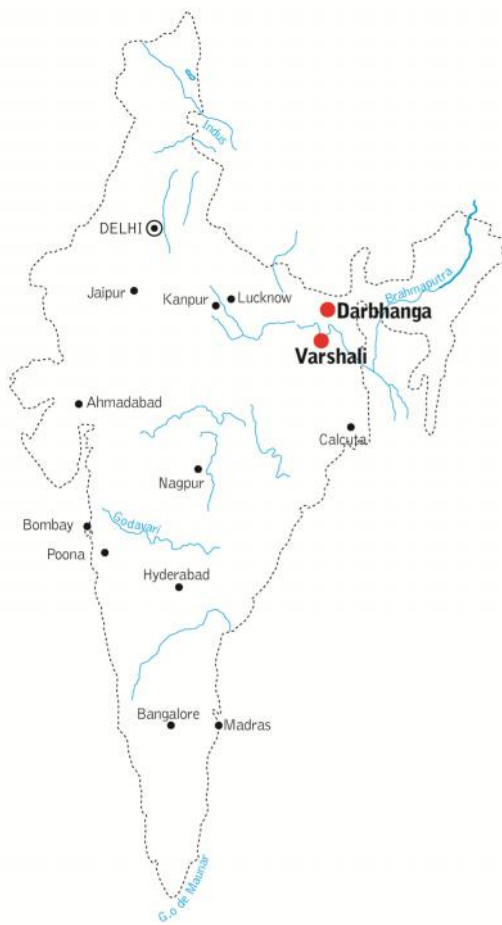 Indus
DELHI
Brahmaputra
Jaipur
Kanpur
Lucknow
Darbhanga
Varshali
Ahmadabad
Calcuta
Nagpur
Godavari
Bombay
Poona
Hyderabad
Bangalore
Madras
G.o de Maunar